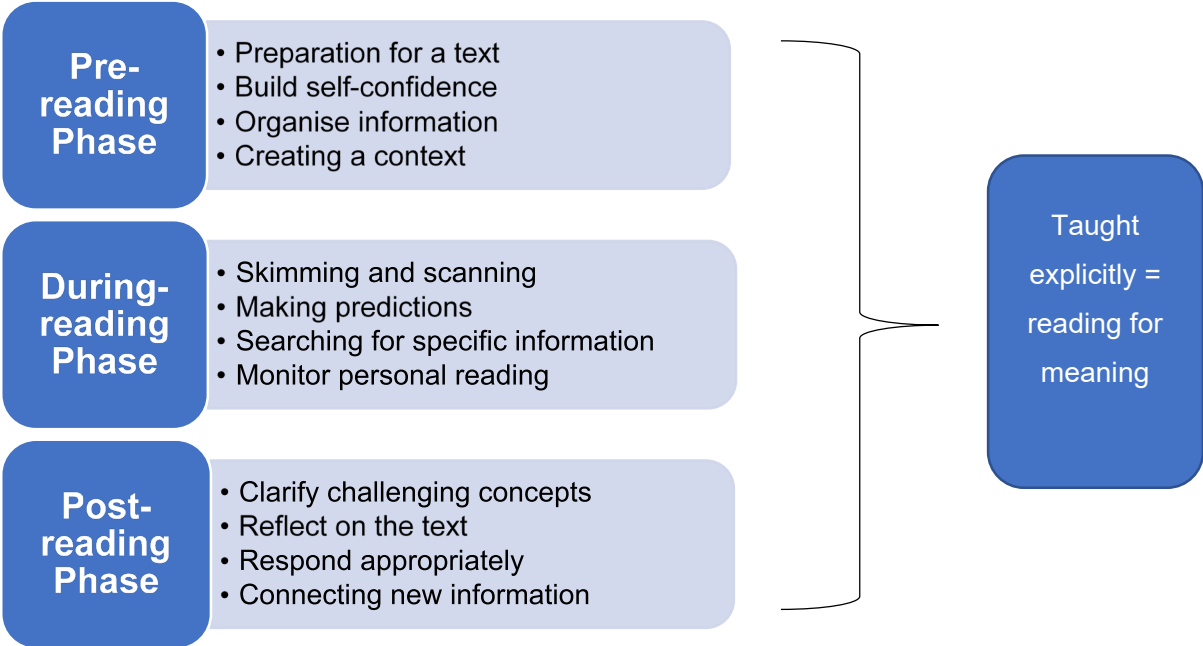 Pre-
reading
Phase
• Preparation for a text
• Build self-confidence
• Organise information
• Creating a context
During-
reading
Phase
• Skimming and scanning
• Making predictions
• Searching for specific information
• Monitor personal reading
Post-
reading
Phase
• Clarify challenging concepts
• Reflect on the text
• Respond appropriately
• Connecting new information
Taught
explicitly =
reading for
meaning